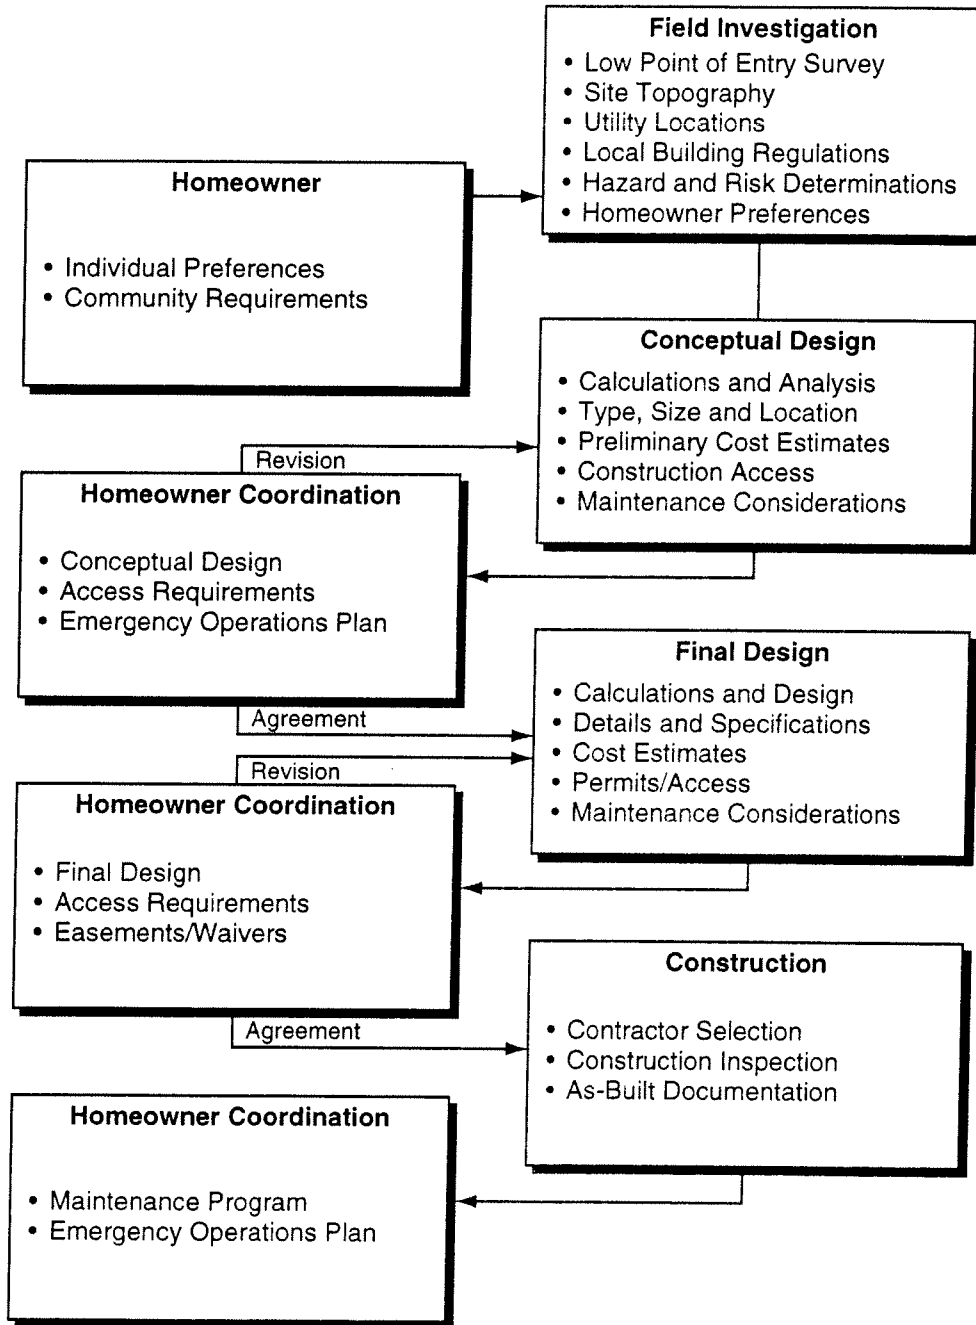 Field Investigation
• Low Point of Entry Survey
• Site Topography
• Utility Locations
• Local Building Regulations
• Hazard and Risk Determinations
• Homeowner Preferences
Homeowner
• Individual Preferences
• Community Requirements
Conceptual Design
• Calculations and Analysis
• Type, Size and Location
• Preliminary Cost Estimates
• Construction Access
• Maintenance Considerations
Revision
Homeowner Coordination
• Conceptual Design
• Access Requirements
• Emergency Operations Plan
Agreement
Final Design
• Calculations and Design
• Details and Specifications
• Cost Estimates
• Permits/Access
• Maintenance Considerations
Revision
Homeowner Coordination
• Final Design
• Access Requirements
• Easements/Waivers
Agreement
Construction
• Contractor Selection
• Construction Inspection
• As-Built Documentation
Homeowner Coordination
• Maintenance Program
• Emergency Operations Plan